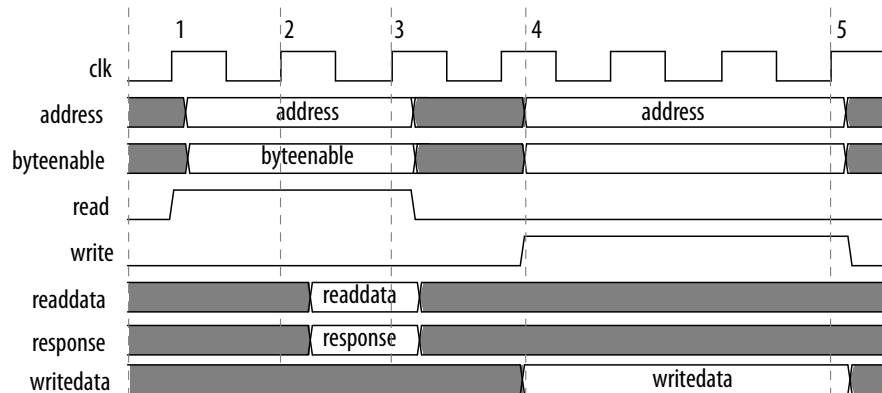 1 2 3 4 5
clk
address address address
byteenable byteenable
read
write
readdata readdata
response response
writedata writedata